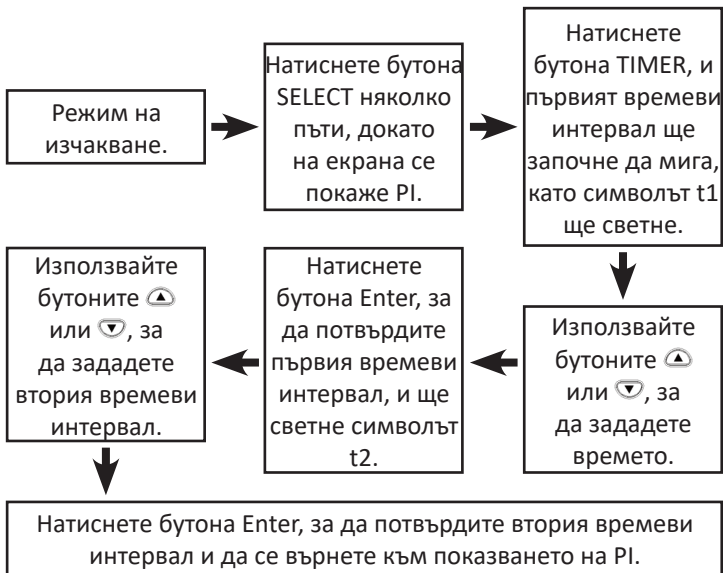 Режим на
изчакване.
Натиснете бутона
SELECT няколко
пъти, докато
на екрана се
покаже PI.
Натиснете
бутона TIMER, и
първият времеви
интервал ще
започне да мига,
като символът t1
ще светне.
Използвайте
бутоните ▲
или ▼, за
да зададете
времето.
Натиснете
бутона Enter, за
да потвърдите
първия времеви
интервал, и ще
светне символът
t2.
Използвайте
бутоните ▲
или ▼, за
да зададете
втория времеви
интервал.
Натиснете бутона Enter, за да потвърдите втория времеви
интервал и да се върнете към показването на PI.